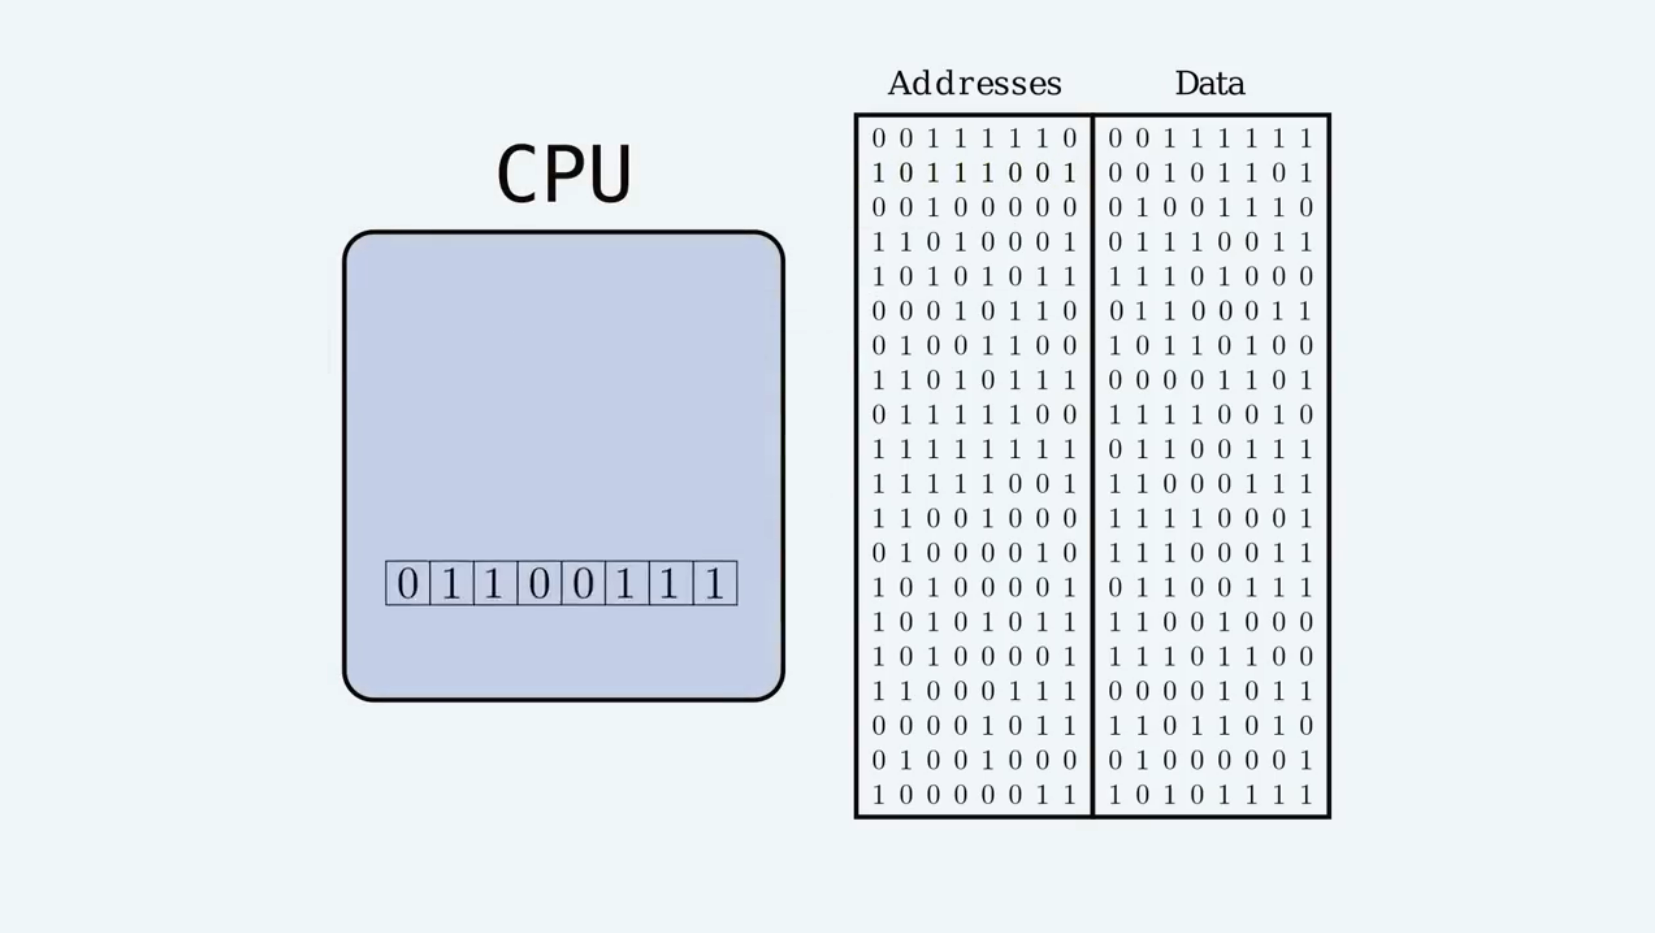 Addresses Data
CPU
0 0 1 1 1 1 1 0 0 0 1 1 1 1 1 1
1 0 1 1 1 0 0 1 0 0 1 0 1 1 0 1
0 0 1 0 0 0 0 0 0 1 0 0 1 1 1 0
1 1 0 1 0 0 0 1 0 1 1 1 0 0 1 1
1 0 1 0 1 0 1 1 1 1 1 0 1 0 0 0
0 0 0 1 0 1 1 0 0 1 1 0 0 0 1 1
0 1 0 0 1 1 0 0 1 0 1 1 0 1 0 0
1 1 0 1 0 1 1 1 0 0 0 0 1 1 0 1
0 1 1 1 1 1 0 0 1 1 1 1 0 0 1 0
1 1 1 1 1 1 1 1 0 1 1 0 0 1 1 1
1 1 1 1 1 0 0 1 1 1 0 0 0 1 1 1
1 1 0 0 1 0 0 0 1 1 1 1 0 0 0 1
0 1 0 0 0 0 1 0 1 1 1 0 0 0 1 1
0 1 1 0 0 1 1 1
1 0 1 0 0 0 0 1 0 1 1 0 0 1 1 1
1 0 1 0 1 0 1 1 1 1 0 0 1 0 0 0
1 0 1 0 0 0 0 1 1 1 1 0 1 1 0 0
1 1 0 0 0 1 1 1 0 0 0 0 1 0 1 1
0 0 0 0 1 0 1 1 1 1 0 1 1 0 1 0
0 1 0 0 1 0 0 0 0 1 0 0 0 0 0 1
1 0 0 0 0 0 1 1 1 0 1 0 1 1 1 1